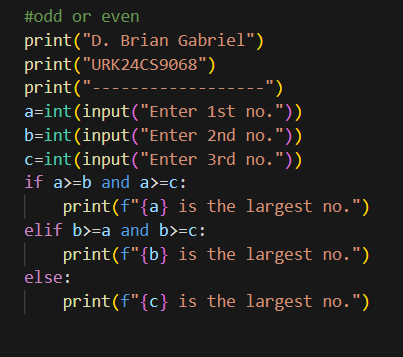 #odd or even
print("D. Brian Gabriel")
print("URK24CS9068")
print("------------------")
a=int(input("Enter 1st no."))
b=int(input("Enter 2nd no."))
c=int(input("Enter 3rd no."))
if a>=b and a>=c:
    print(f"{a} is the largest no.")
elif b>=a and b>=c:
    print(f"{b} is the largest no.")
else:
    print(f"{c} is the largest no.")